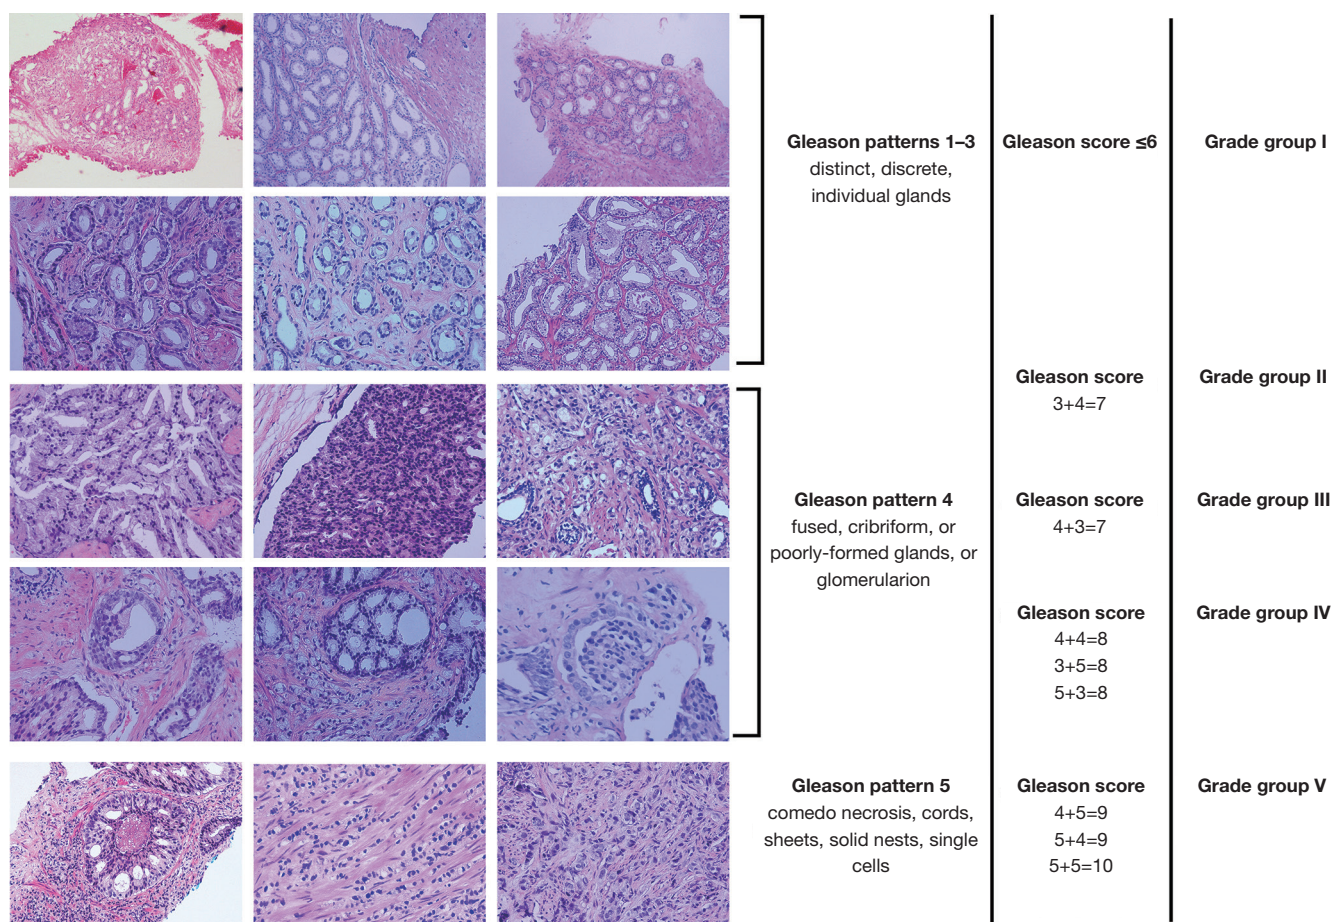 Gleason patterns 1–3
distinct, discrete,
individual glands
Gleason score ≤6
Grade group I
Gleason score
3+4=7
Grade group II
Gleason pattern 4
fused, cribriform, or
poorly-formed glands, or
glomerularion
Gleason score
4+3=7
Grade group III
Gleason score
4+4=8
3+5=8
5+3=8
Grade group IV
Gleason pattern 5
comedo necrosis, cords,
sheets, solid nests, single
cells
Gleason score
4+5=9
5+4=9
5+5=10
Grade group V